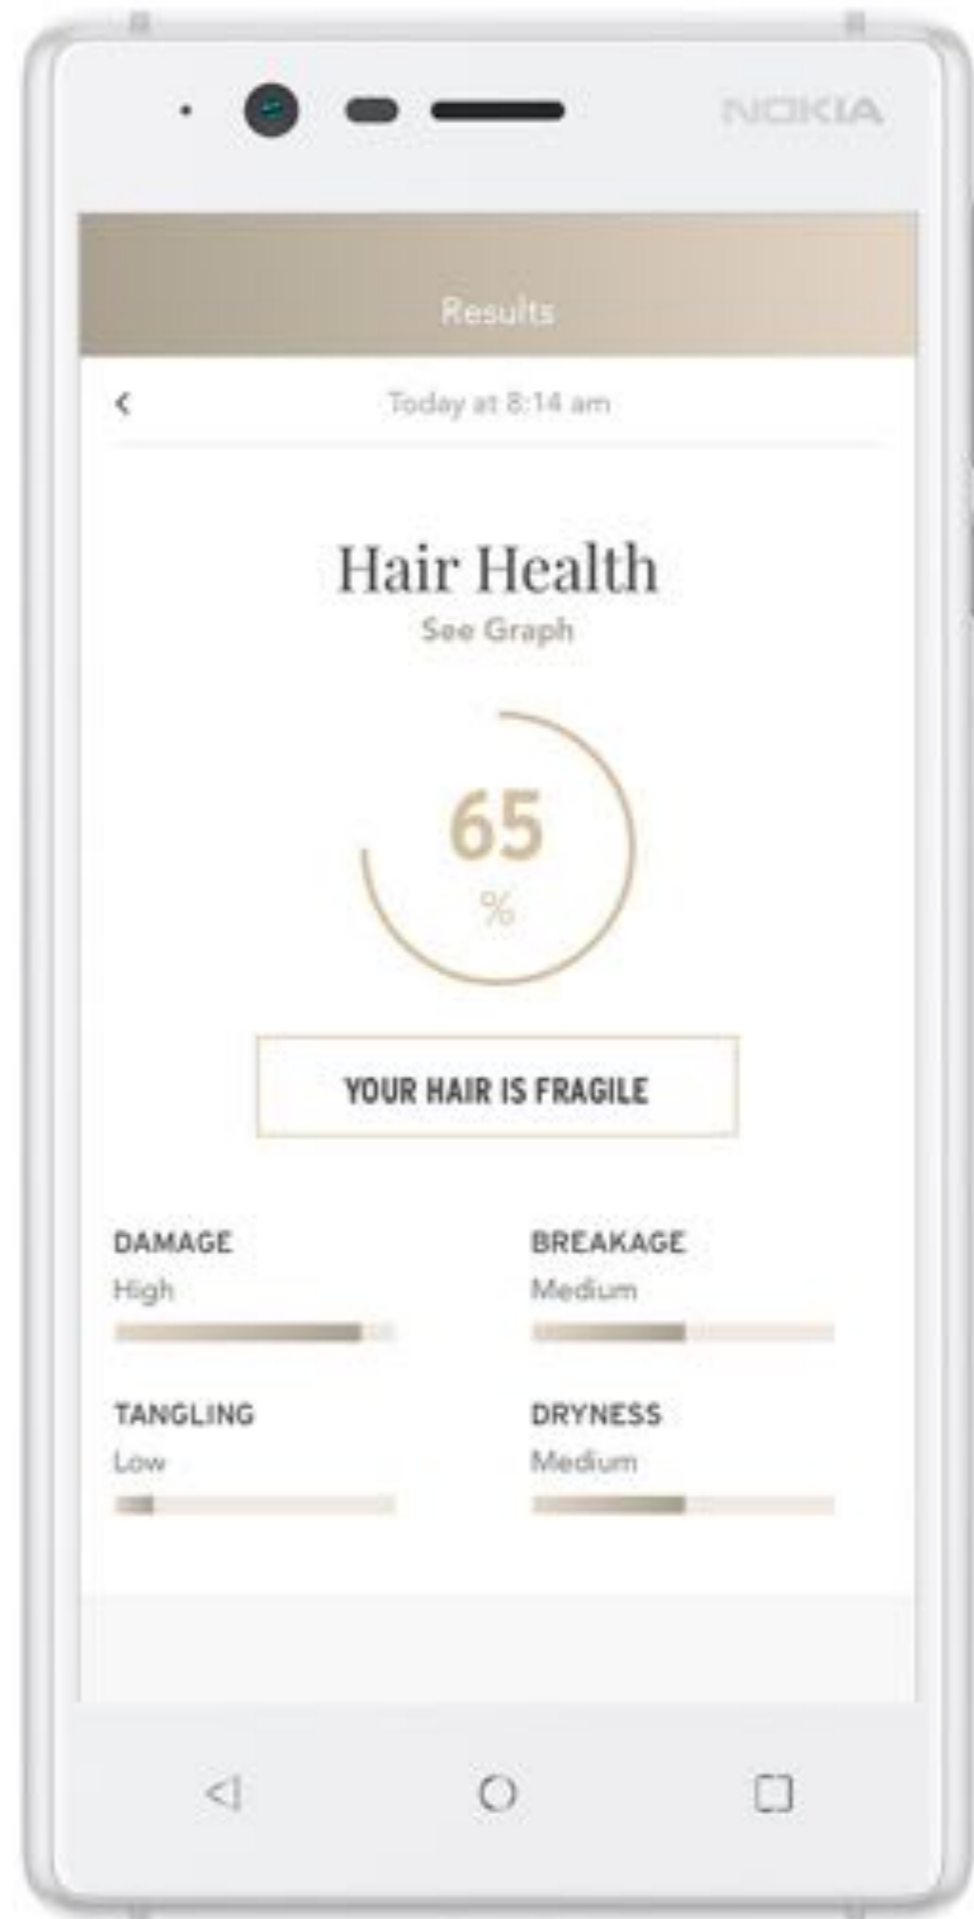 NOKIA
Results
Today at 8:14 am
Hair Health
See Graph
65
%
YOUR HAIR IS FRAGILE
DAMAGE
High
BREAKAGE
Medium
TANGLING
Low
DRYNESS
Medium